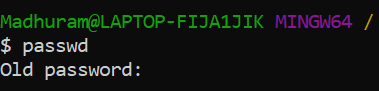 Madhuram@LAPTOP-FIJA1JIK MINGW64 /
$ passwd
Old password: